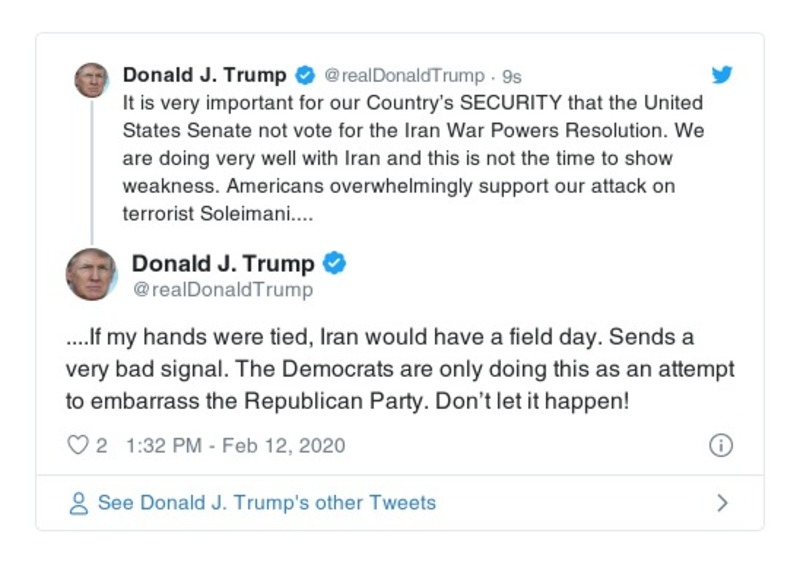 Donald J. Trump @realDonaldTrump · 9s
It is very important for our Country's SECURITY that the United
States Senate not vote for the Iran War Powers Resolution. We
are doing very well with Iran and this is not the time to show
weakness. Americans overwhelmingly support our attack on
terrorist Soleimani....
Donald J. Trump
@realDonaldTrump
....If my hands were tied, Iran would have a field day. Sends a
very bad signal. The Democrats are only doing this as an attempt
to embarrass the Republican Party. Don't let it happen!
2 1:32 PM - Feb 12, 2020
See Donald J. Trump's other Tweets